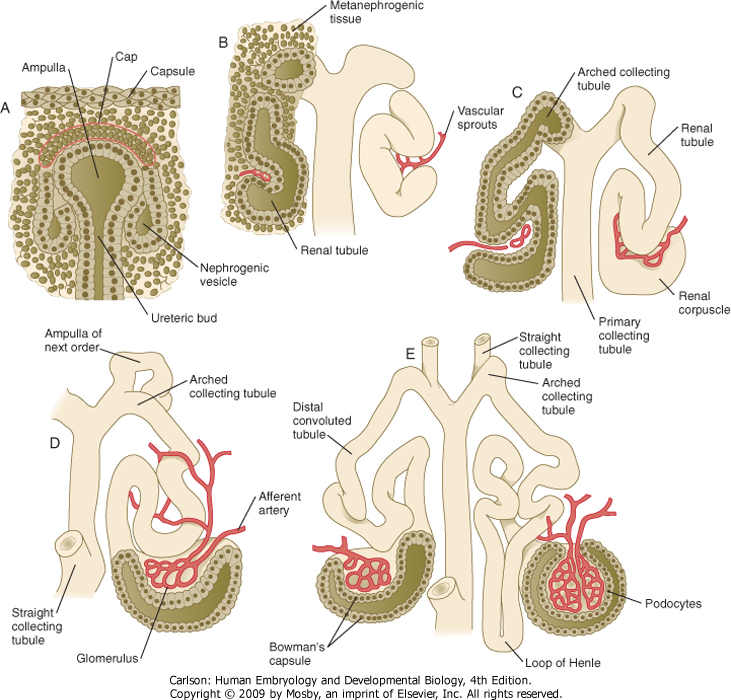 A
Ampulla
Cap
Capsule
Nephrogenic
vesicle
Ureteric bud
B
Metanephrogenic
tissue
Vascular
sprouts
Renal tubule
C
Arched collecting
tubule
Renal
tubule
Renal
corpuscle
Primary
collecting
tubule
D
Ampulla of
next order
Arched
collecting tubule
Afferent
artery
Straight
collecting
tubule
Glomerulus
E
Straight
collecting
tubule
Arched
collecting
tubule
Distal
convoluted
tubule
Bowman's
capsule
Podocytes
Loop of Henle
Carlson: Human Embryology and Developmental Biology, 4th Edition.
Copyright © 2009 by Mosby, an imprint of Elsevier, Inc. All rights reserved.